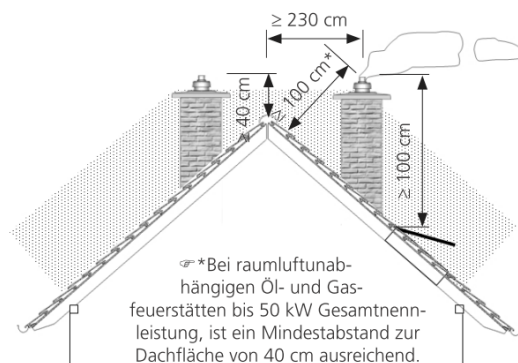 ≥ 230 cm
≥ 40 cm
≥ 100 cm*
≥ 100 cm
☞*Bei raumluftunab-
hängigen Öl- und Gas-
feuerstätten bis 50 kW Gesamtnenn-
leistung, ist ein Mindestabstand zur
Dachfläche von 40 cm ausreichend.